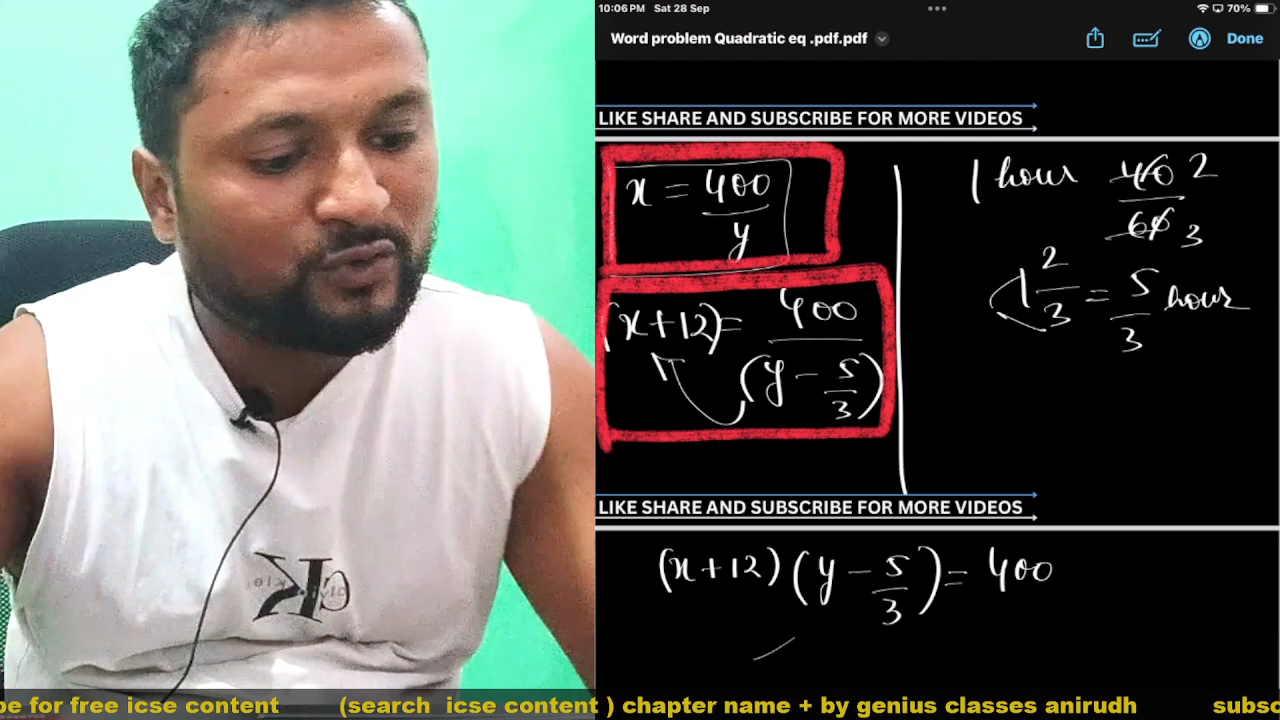 10:06 PM Sat 28 Sep
70%
Word problem Quadratic eq .pdf.pdf
Done
LIKE SHARE AND SUBSCRIBE FOR MORE VIDEOS
x = 400/y
(x+12) = 400/(y - 5/3)
1 hour 40/60 2/3
1 2/3 = 5/3 hour
LIKE SHARE AND SUBSCRIBE FOR MORE VIDEOS
(x+12)(y - 5/3) = 400
be for free icse content (search icse content ) chapter name + by genius classes anirudh subsc